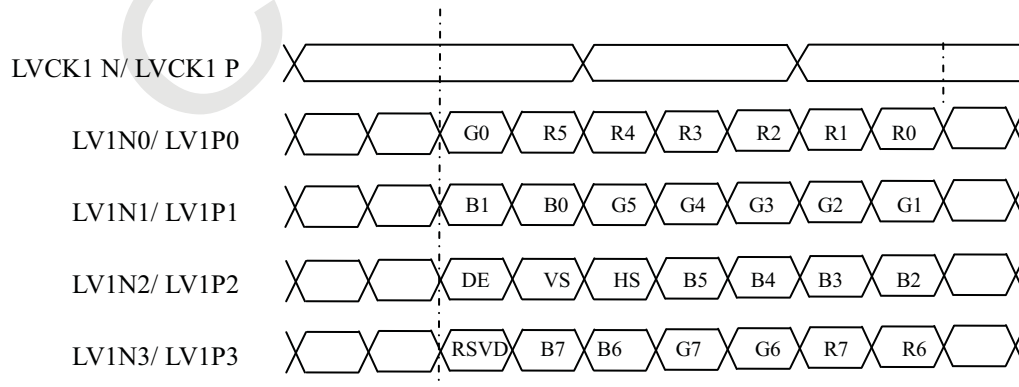 LVCK1 N/ LVCK1 P
LV1N0/ LV1P0 G0 R5 R4 R3 R2 R1 R0
LV1N1/ LV1P1 B1 B0 G5 G4 G3 G2 G1
LV1N2/ LV1P2 DE VS HS B5 B4 B3 B2
LV1N3/ LV1P3 RSVD B7 B6 G7 G6 R7 R6